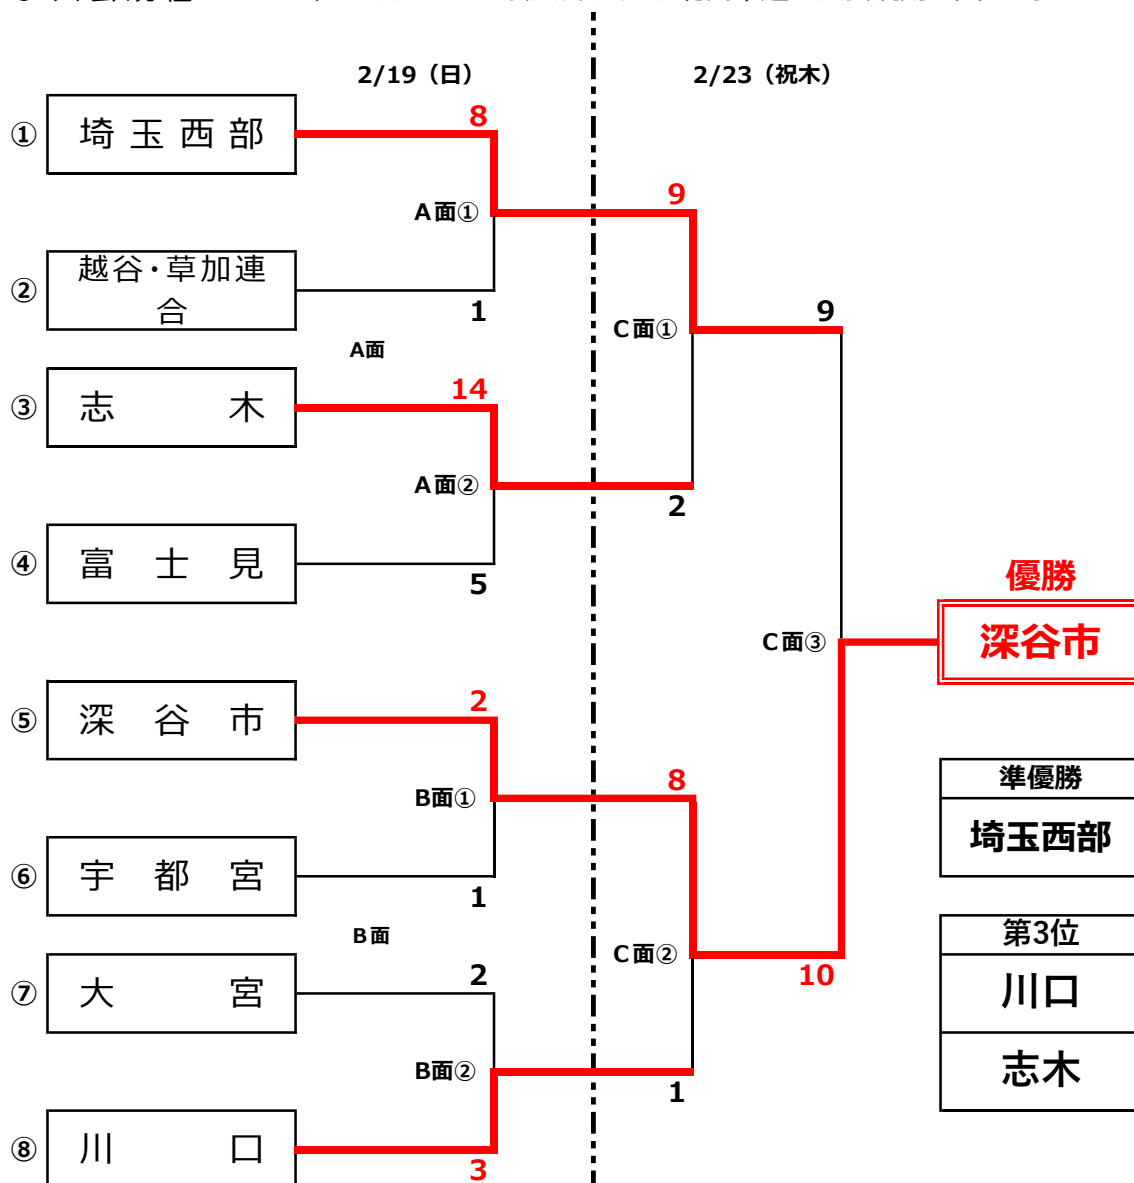 2/19（日）
2/23（祝木）
① 埼玉西部
8
A面①
9
② 越谷・草加連
合
1
C面①
9
A面
③ 志木
14
A面②
2
④ 富士見
5
優勝
深谷市
C面③
⑤ 深谷市
2
B面①
8
準優勝
埼玉西部
⑥ 宇都宮
1
B面
C面②
10
第3位
川口
志木
⑦ 大宮
2
B面②
1
⑧ 川口
3